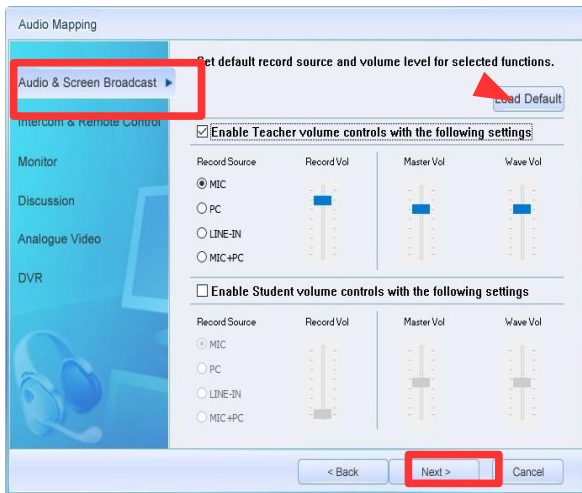 Audio Mapping
Set default record source and volume level for selected functions.
Audio & Screen Broadcast
Load Default
Intercom & Remote Control
Enable Teacher volume controls with the following settings
Monitor
Record Source Record Vol Master Vol Wave Vol
MIC
Discussion
PC
LINE-IN
Analogue Video
MIC+PC
DVR
Enable Student volume controls with the following settings
Record Source Record Vol Master Vol Wave Vol
MIC
PC
LINE-IN
MIC+PC
< Back Next > Cancel